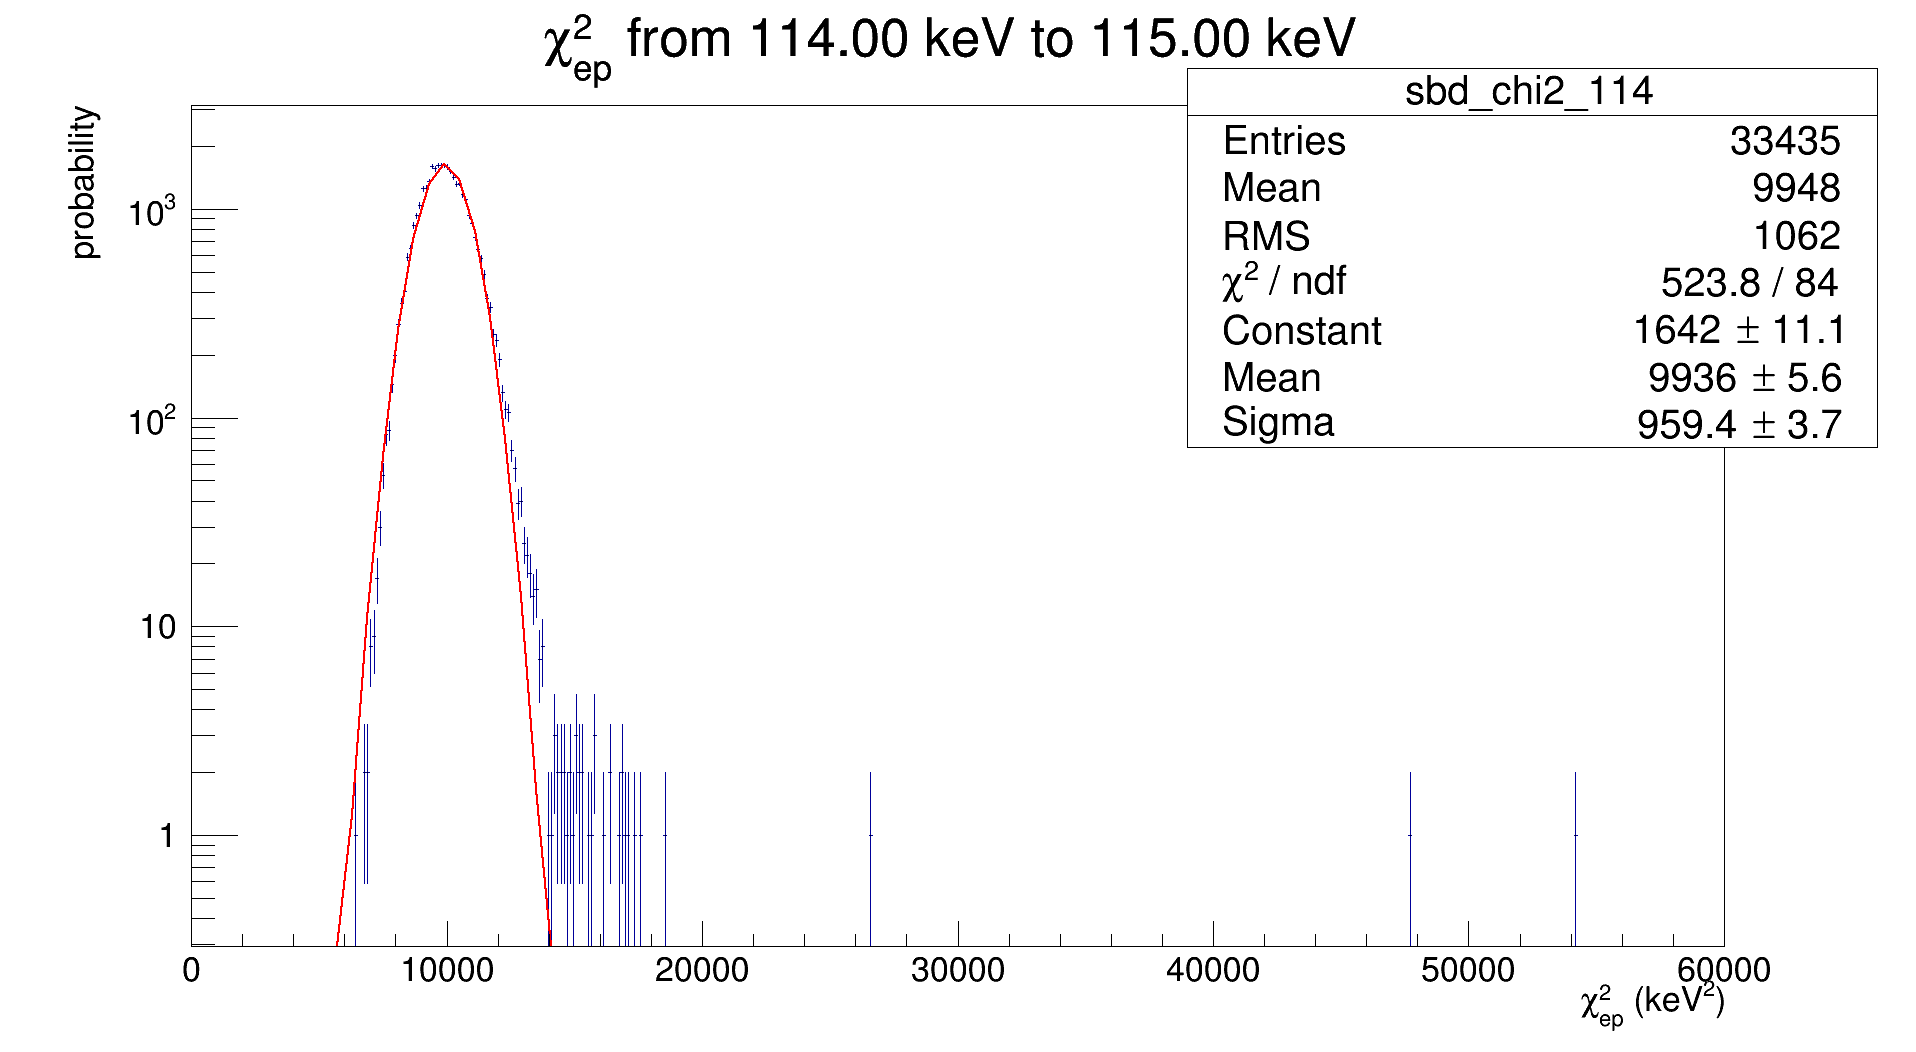 χ²ep from 114.00 keV to 115.00 keV
sbd_chi2_114
Entries 33435
Mean 9948
RMS 1062
χ² / ndf 523.8 / 84
Constant 1642 ± 11.1
Mean 9936 ± 5.6
Sigma 959.4 ± 3.7
probability
10³
10²
10
1
0 10000 20000 30000 40000 50000 60000
χ²ep (keV²)